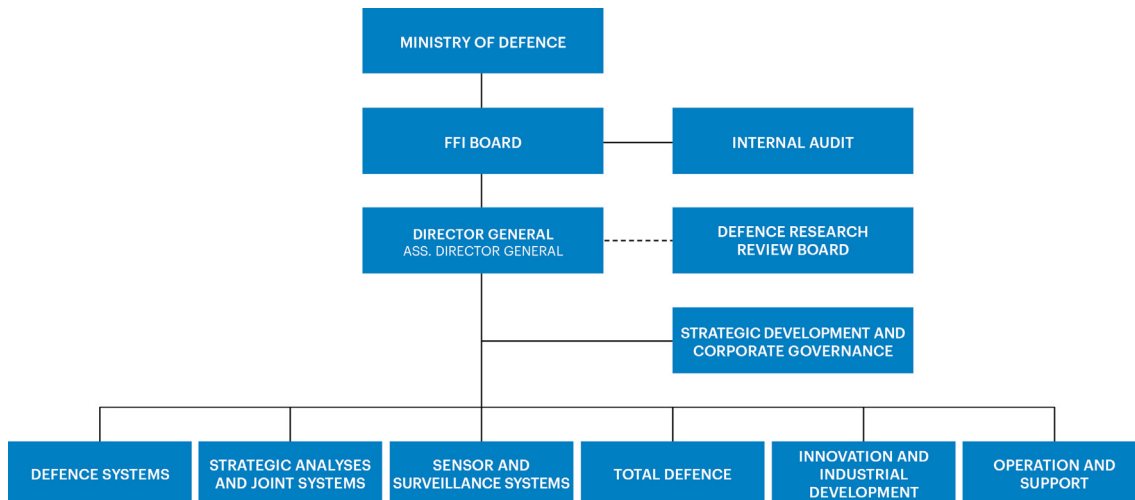 MINISTRY OF DEFENCE
FFI BOARD
INTERNAL AUDIT
DIRECTOR GENERAL
ASS. DIRECTOR GENERAL
DEFENCE RESEARCH
REVIEW BOARD
STRATEGIC DEVELOPMENT AND
CORPORATE GOVERNANCE
DEFENCE SYSTEMS
STRATEGIC ANALYSES
AND JOINT SYSTEMS
SENSOR AND
SURVEILLANCE SYSTEMS
TOTAL DEFENCE
INNOVATION AND
INDUSTRIAL
DEVELOPMENT
OPERATION AND
SUPPORT